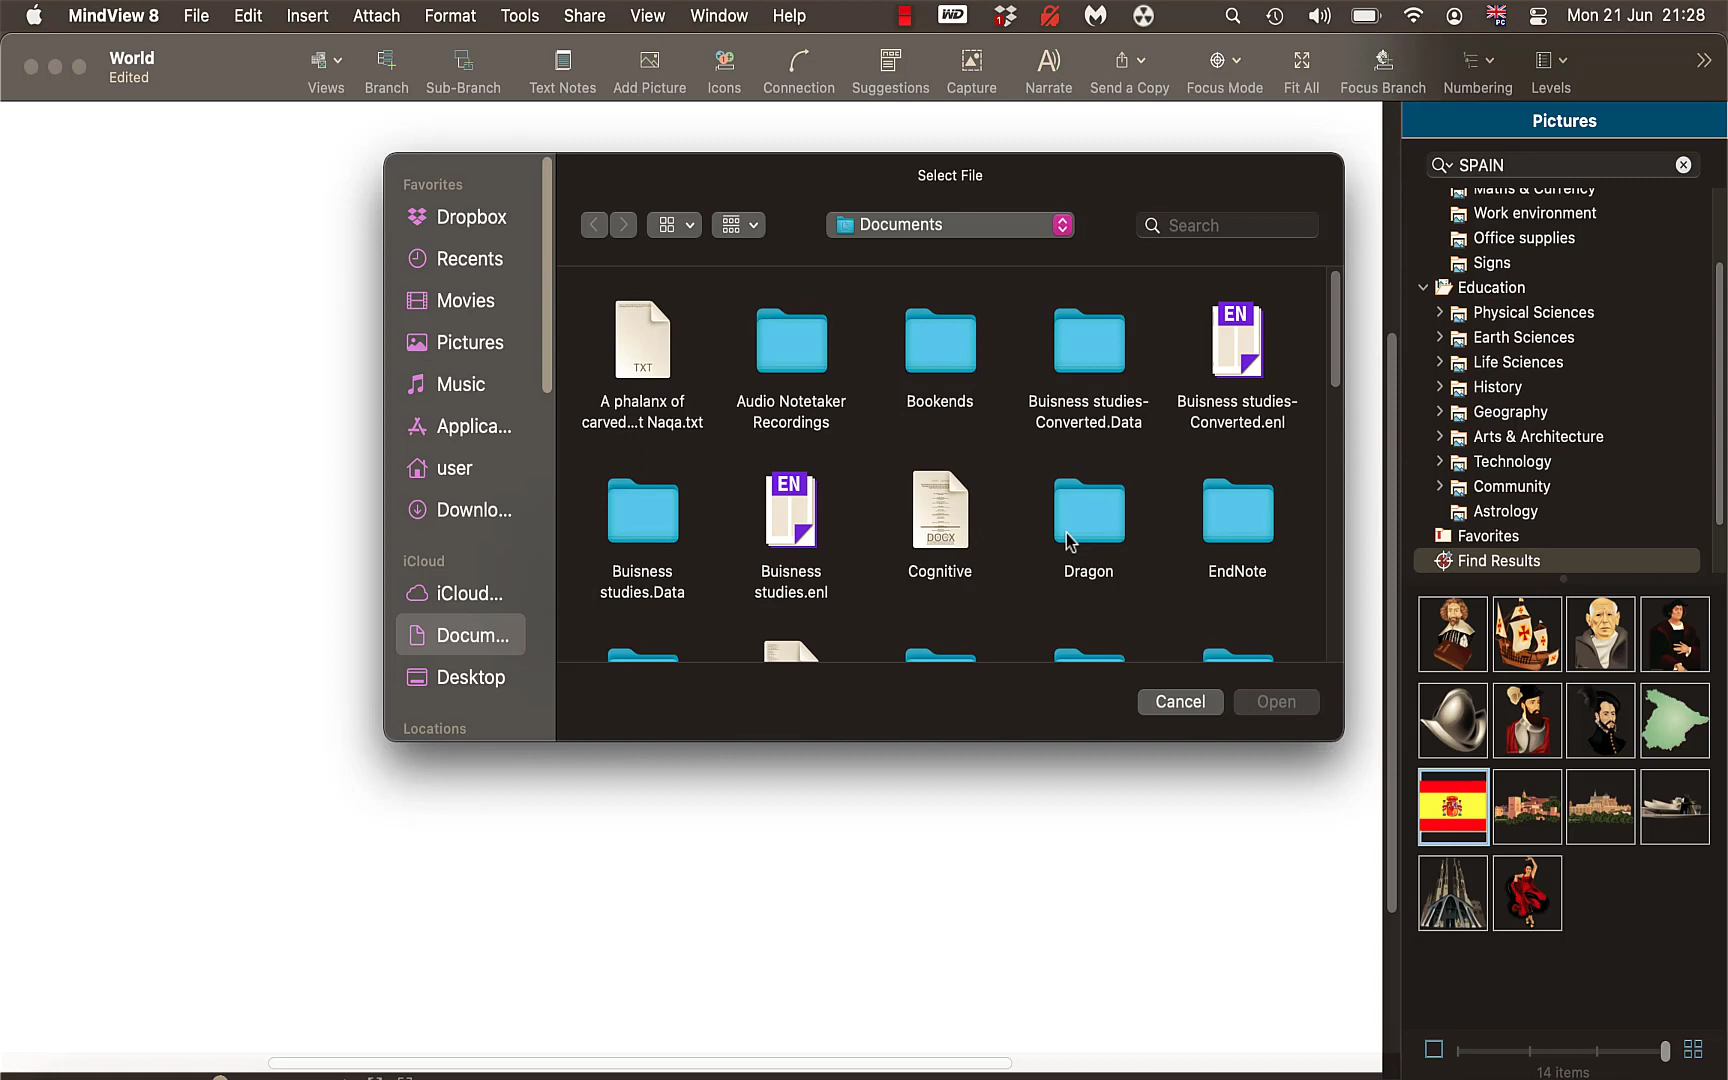 MindView 8 File Edit Insert Attach Format Tools Share View Window Help WD 1 PC Mon 21 Jun 21:28
World
Edited
Views Branch Sub-Branch Text Notes Add Picture Icons Connection Suggestions Capture Narrate Send a Copy Focus Mode Fit All Focus Branch Numbering Levels
Pictures
SPAIN
Maths & Currency
Work environment
Office supplies
Signs
Education
Physical Sciences
Earth Sciences
Life Sciences
History
Geography
Arts & Architecture
Technology
Community
Astrology
Favorites
Find Results
14 items
Select File
Documents
Search
Favorites
Dropbox
Recents
Movies
Pictures
Music
Applica...
user
Downlo...
iCloud
iCloud...
Docum...
Desktop
Locations
TXT
A phalanx of
carved...t Naqa.txt
Audio Notetaker
Recordings
Bookends
Buisness studies-
Converted.Data
EN
Buisness studies-
Converted.enl
Buisness
studies.Data
EN
Buisness
studies.enl
DOCX
Cognitive
Dragon
EndNote
Cancel
Open